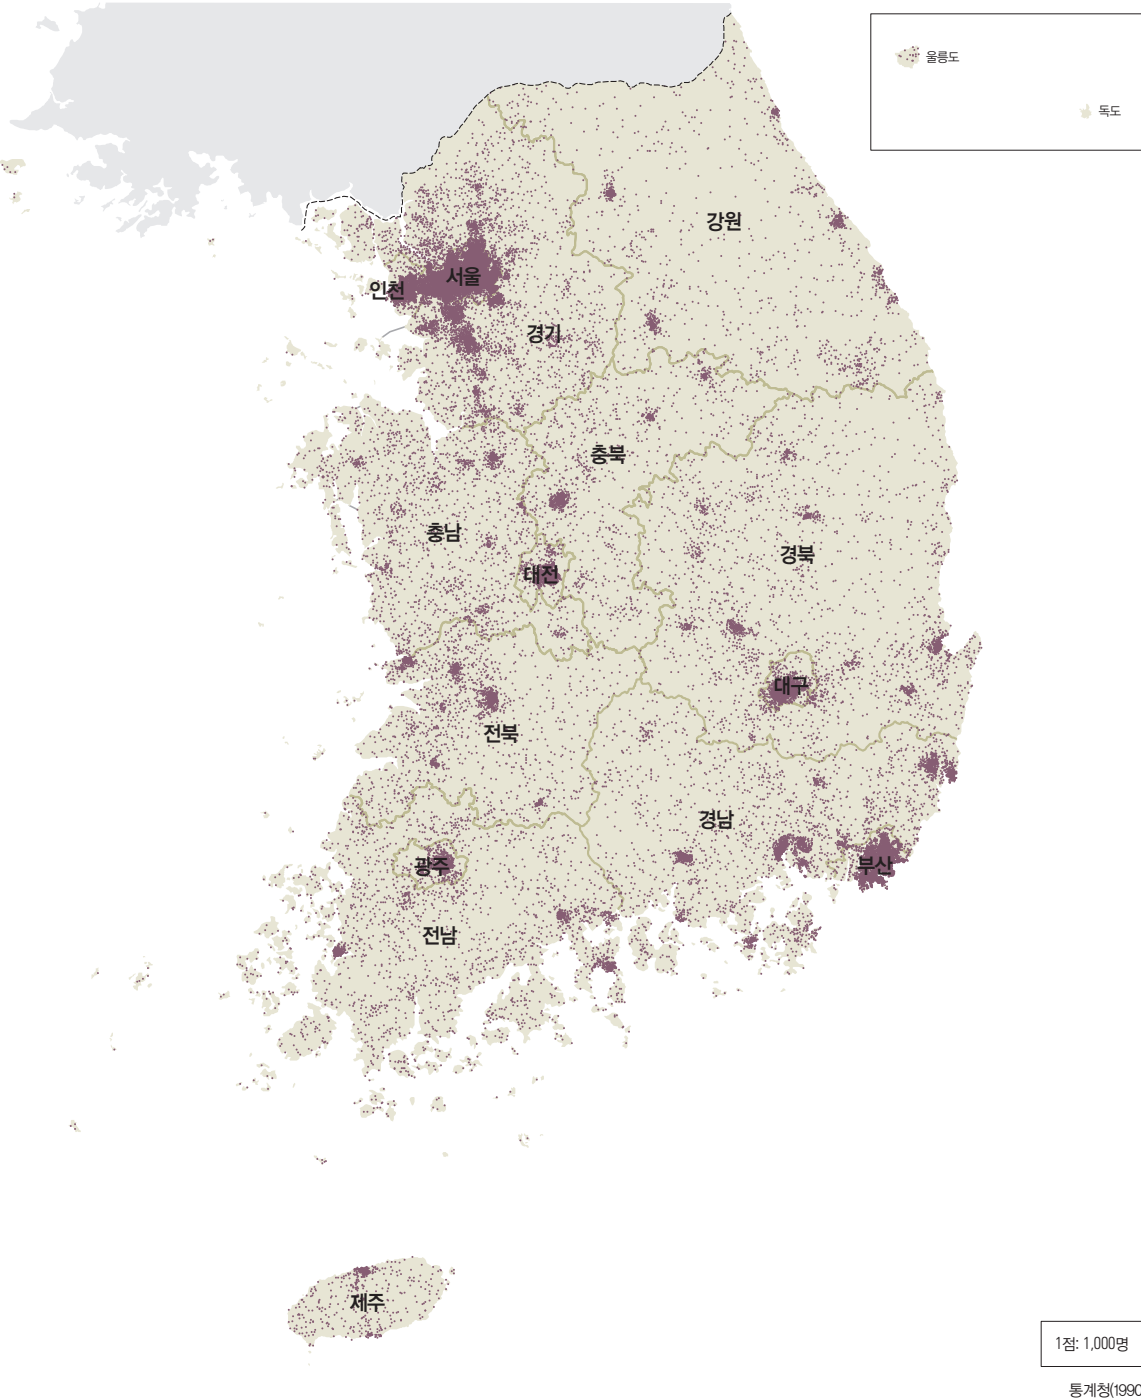 울릉도
독도
강원
서울
인천
경기
충북
충남
경북
대전
대구
전북
경남
광주
부산
전남
제주
1점: 1,000명
통계청(1990